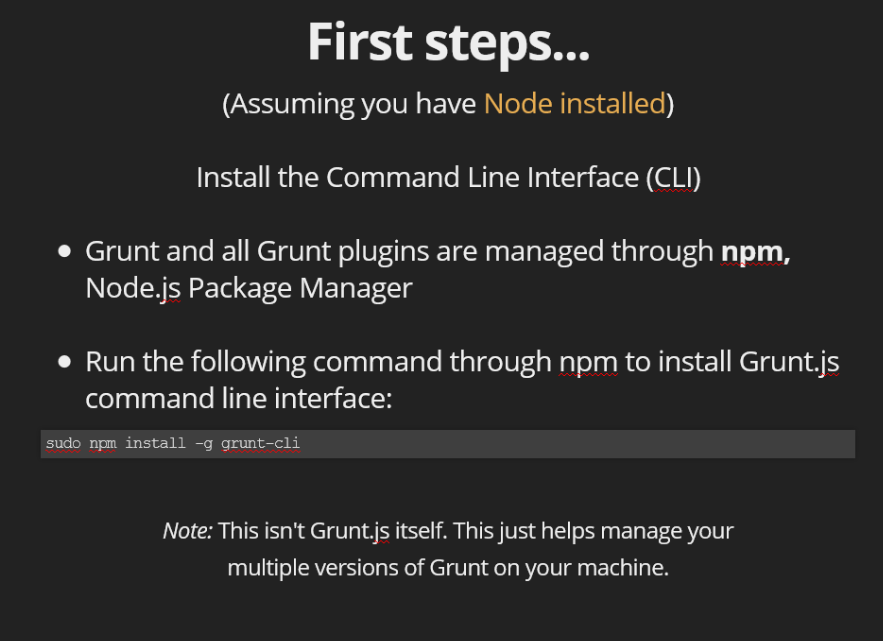 First steps...
(Assuming you have Node installed)
Install the Command Line Interface (CLI)
• Grunt and all Grunt plugins are managed through npm,
Node.js Package Manager
• Run the following command through npm to install Grunt.js
command line interface:
sudo npm install -g grunt-cli
Note: This isn't Grunt.js itself. This just helps manage your
multiple versions of Grunt on your machine.